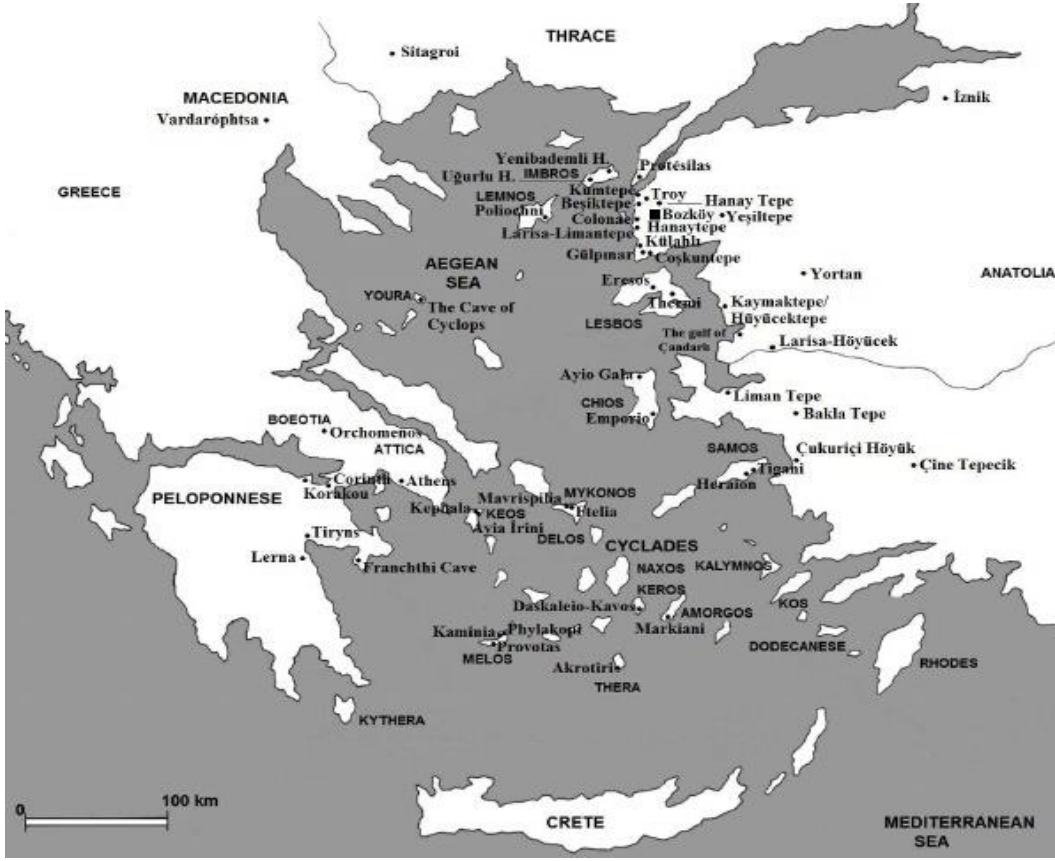 THRACE
Sitagroi
MACEDONIA
Vardaróphtsa
İznik
GREECE
Yenibademli H.
IMBROS
Uğurlu H.
Protésilas
LEMNOS
Poliochni
Kumtepe
Troy
Hanay Tepe
Beşiktepe
Bozköy
Yeşiltepe
Colonae
Hanaytepe
Larisa-Limantepe
Külahlı
Gülpınar
Coşkuntepe
AEGEAN
SEA
Yortan
ANATOLIA
Eresos
Thermi
YOURA
The Cave of
Cyclops
LESBOS
Kaymaktepe/
Hüyücektepe
The gulf of
Çandarlı
Larisa-Höyücek
Ayio Gala
CHIOS
Emporio
Liman Tepe
Bakla Tepe
BOEOTIA
Orchomenos
ATTICA
SAMOS
Çukuriçi Höyük
Tigani
Heraion
Çine Tepecik
PELOPONNESE
Corinth
Korakou
Athens
Kephala
KEOS
Ayia İrini
Mavrispilia
MYKONOS
Ftelia
DELOS
Tiryns
Lerna
Franchthi Cave
CYCLADES
NAXOS
KALYMNOS
KEROS
Daskaleio-Kavos
AMORGOS
Markiani
KOS
Kaminia
Phylakopi
Provotas
MELOS
DODECANESE
Akrotiris
THERA
RHODES
KYTHERA
0
100 km
CRETE
MEDITERRANEAN
SEA